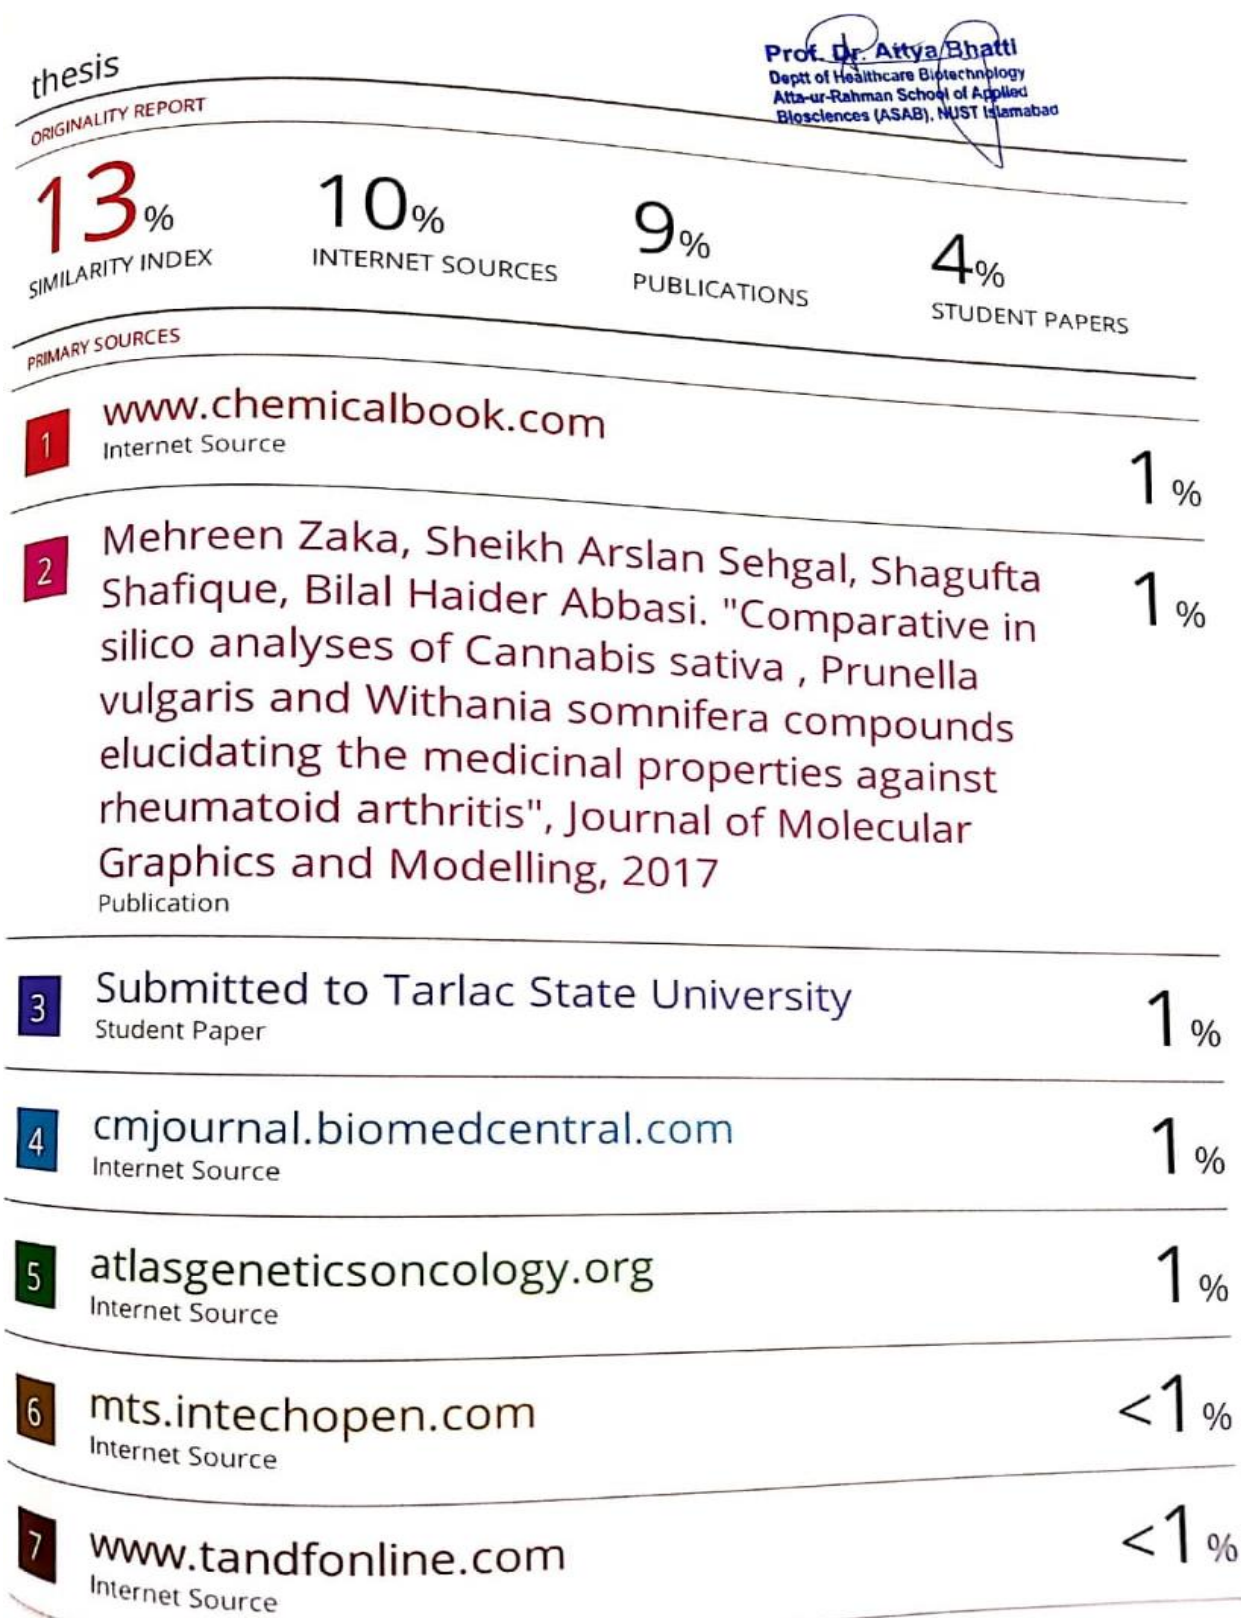 thesis
Prof. Dr. Attya Bhatti
Deptt of Healthcare Biotechnology
Atta-ur-Rahman School of Applied
Biosciences (ASAB), NUST Islamabad
ORIGINALITY REPORT
13%
SIMILARITY INDEX
10%
INTERNET SOURCES
9%
PUBLICATIONS
4%
STUDENT PAPERS
PRIMARY SOURCES
1 www.chemicalbook.com 1%
Internet Source
2 Mehreen Zaka, Sheikh Arslan Sehgal, Shagufta 1%
Shafique, Bilal Haider Abbasi. "Comparative in
silico analyses of Cannabis sativa , Prunella
vulgaris and Withania somnifera compounds
elucidating the medicinal properties against
rheumatoid arthritis", Journal of Molecular
Graphics and Modelling, 2017
Publication
3 Submitted to Tarlac State University 1%
Student Paper
4 cmjournal.biomedcentral.com 1%
Internet Source
5 atlasgeneticsoncology.org 1%
Internet Source
6 mts.intechopen.com <1%
Internet Source
7 www.tandfonline.com <1%
Internet Source